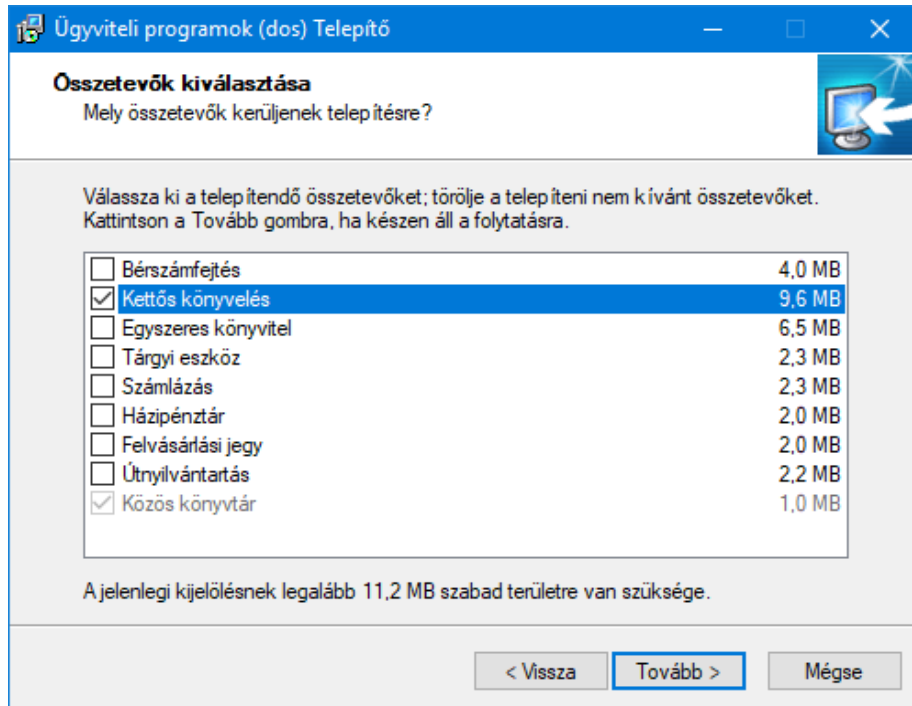 Ügyviteli programok (dos) Telepítő
Összetevők kiválasztása
Mely összetevők kerüljenek telepítésre?
Válassza ki a telepítendő összetevőket; törölje a telepíteni nem kívánt összetevőket.
Kattintson a Tovább gombra, ha készen áll a folytatásra.
Bérszámfejtés 4,0 MB
Kettős könyvelés 9,6 MB
Egyszeres könyvitel 6,5 MB
Tárgyi eszköz 2,3 MB
Számlázás 2,3 MB
Házipénztár 2,0 MB
Felvásárlási jegy 2,0 MB
Útnyilvántartás 2,2 MB
Közös könyvtár 1,0 MB
A jelenlegi kijelölésnek legalább 11,2 MB szabad területre van szüksége.
< Vissza Tovább > Mégse